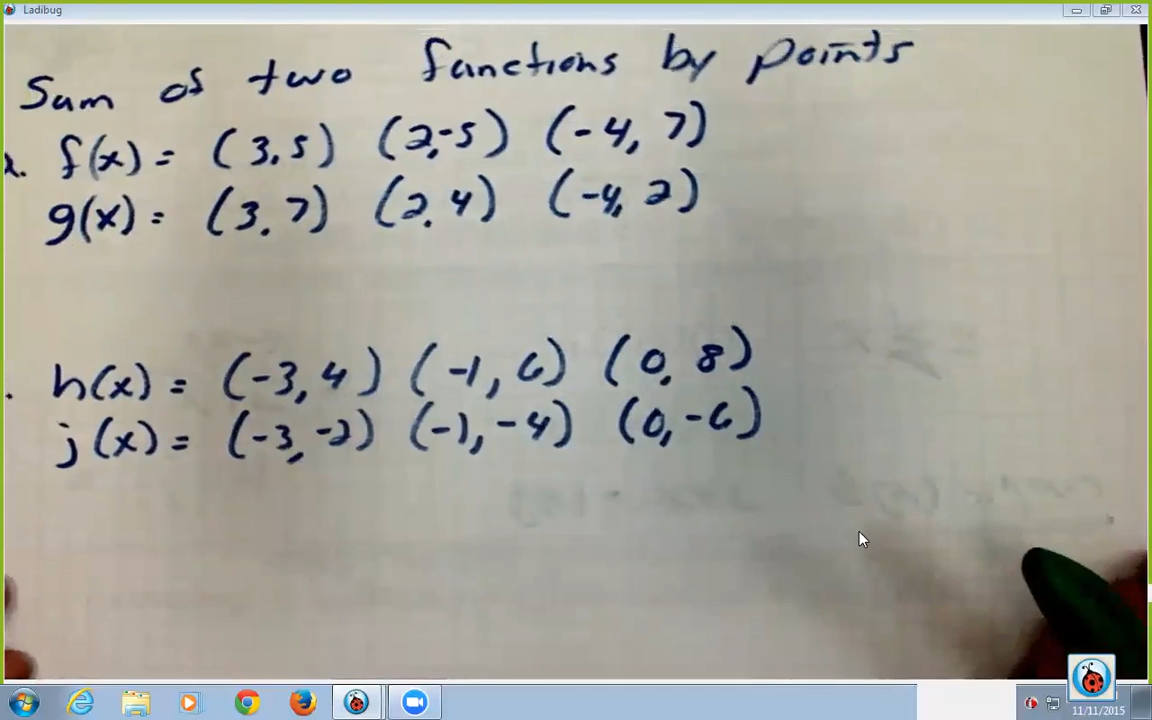 Ladibug
Sum of two functions by points
2. f(x) = (3,5) (2,-5) (-4, 7)
g(x) = (3,7) (2,4) (-4,2)
. h(x) = (-3,4) (-1,6) (0,8)
j(x) = (-3,-2) (-1,-4) (0,-6)
11/11/2015